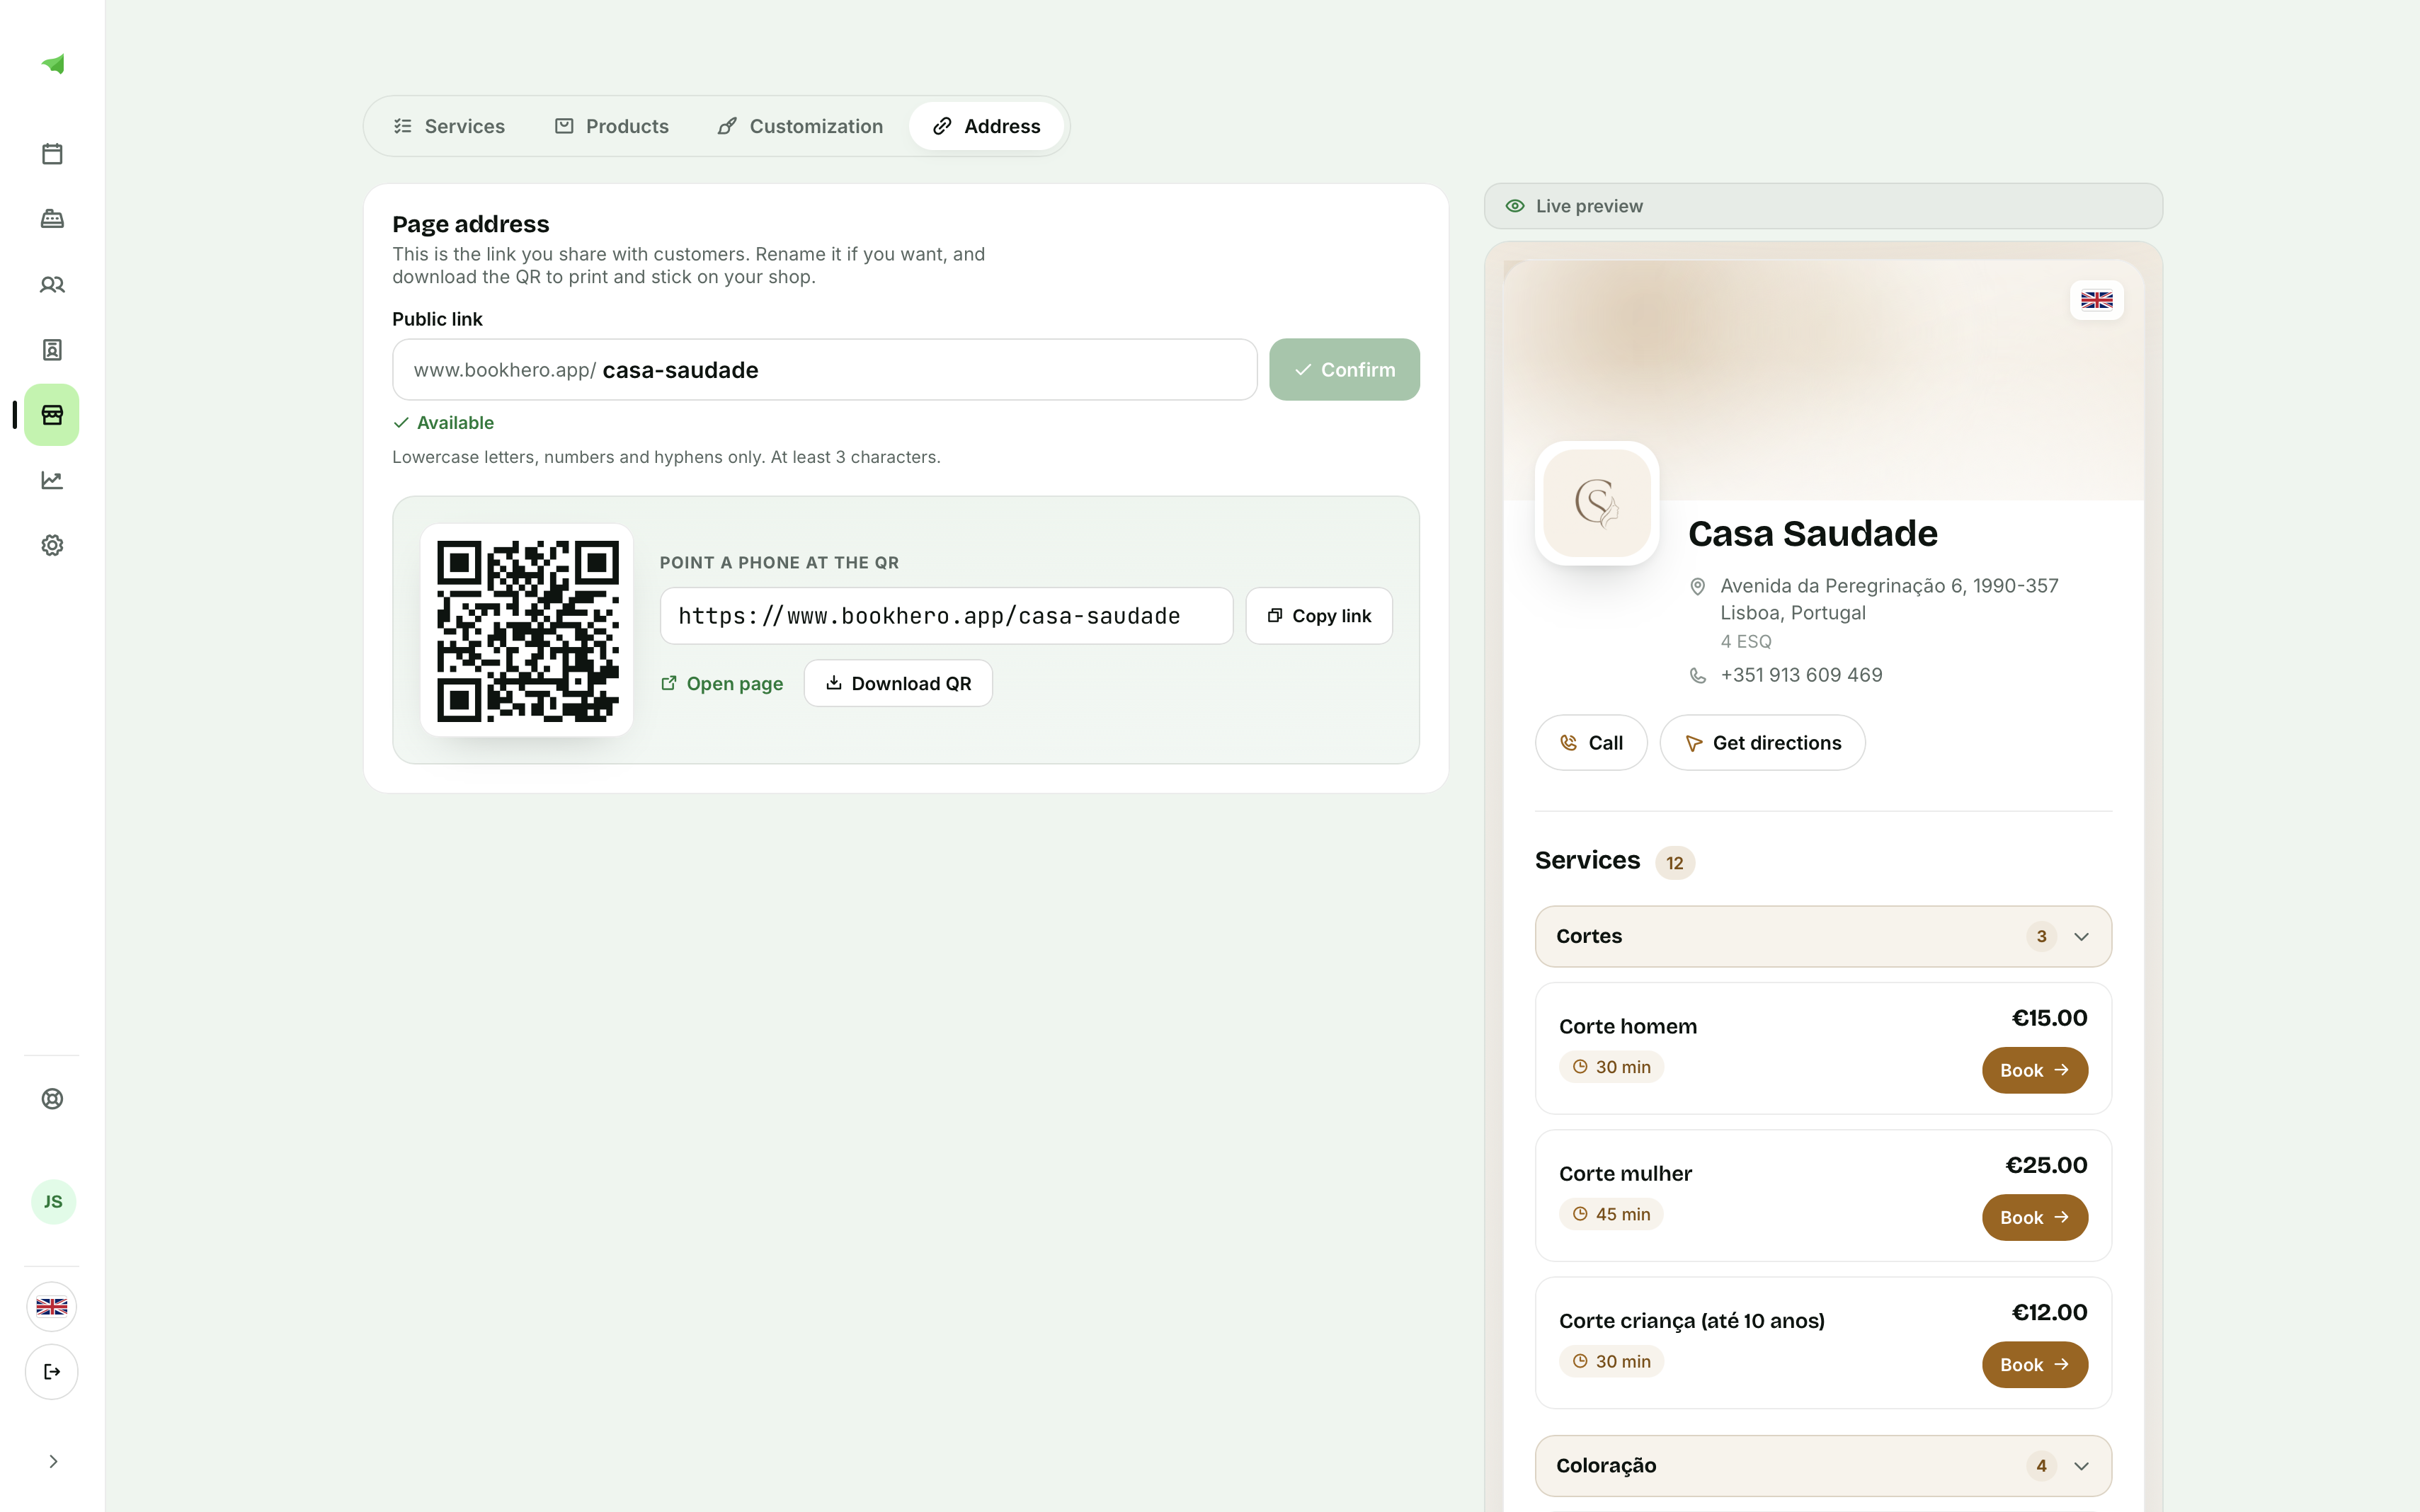 Services
Products
Customization
Address
Page address
This is the link you share with customers. Rename it if you want, and
download the QR to print and stick on your shop.
Public link
www.bookhero.app/ casa-saudade
Confirm
Available
Lowercase letters, numbers and hyphens only. At least 3 characters.
POINT A PHONE AT THE QR
https://www.bookhero.app/casa-saudade
Copy link
Open page
Download QR
JS
Live preview
CS
Casa Saudade
Avenida da Peregrinação 6, 1990-357
Lisboa, Portugal
4 ESQ
+351 913 609 469
Call
Get directions
Services 12
Cortes 3
Corte homem
€15.00
30 min
Book
Corte mulher
€25.00
45 min
Book
Corte criança (até 10 anos)
€12.00
30 min
Book
Coloração 4